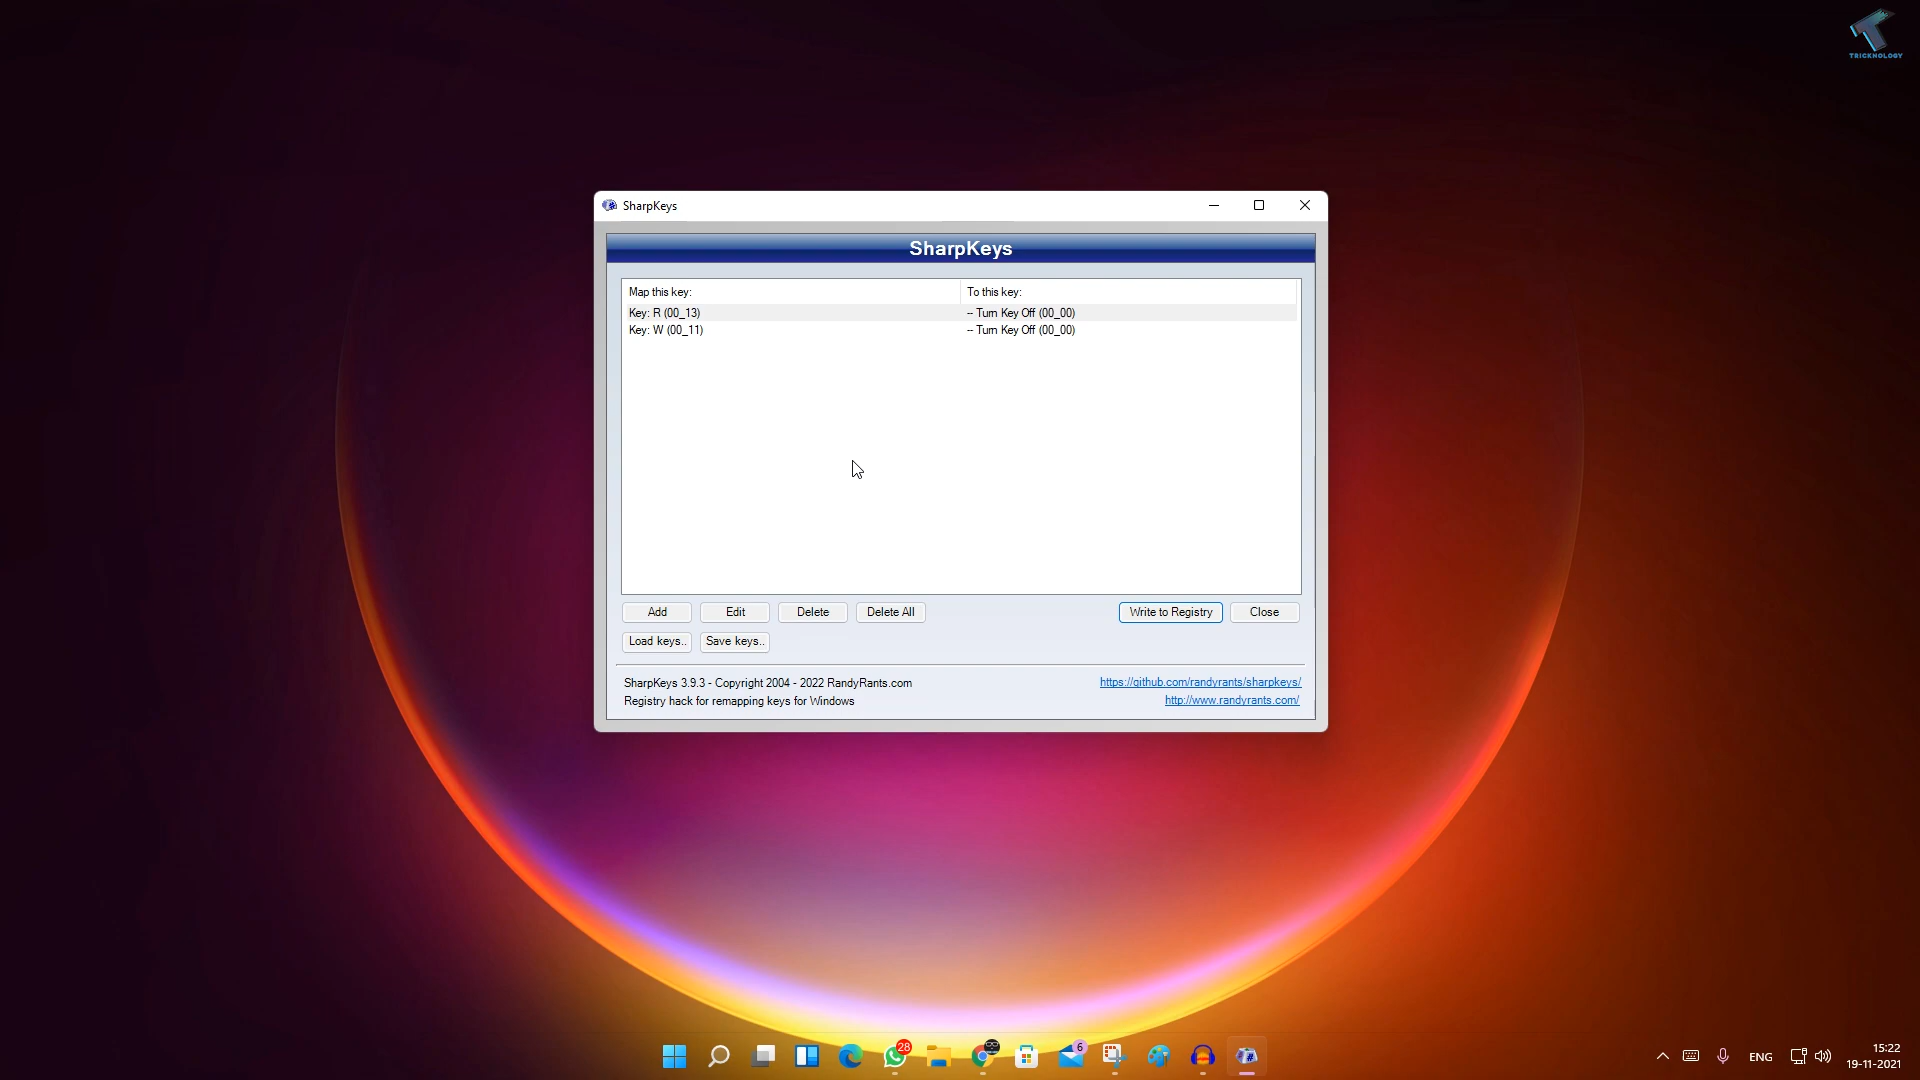 TRICKNOLOGY
SharpKeys
SharpKeys
Map this key: To this key:
Key: R (00_13) -- Turn Key Off (00_00)
Key: W (00_11) -- Turn Key Off (00_00)
Add Edit Delete Delete All Write to Registry Close
Load keys.. Save keys..
SharpKeys 3.9.3 - Copyright 2004 - 2022 RandyRants.com https://github.com/randyrants/sharpkeys/
Registry hack for remapping keys for Windows http://www.randyrants.com/
28
6
ENG
15:22
19-11-2021